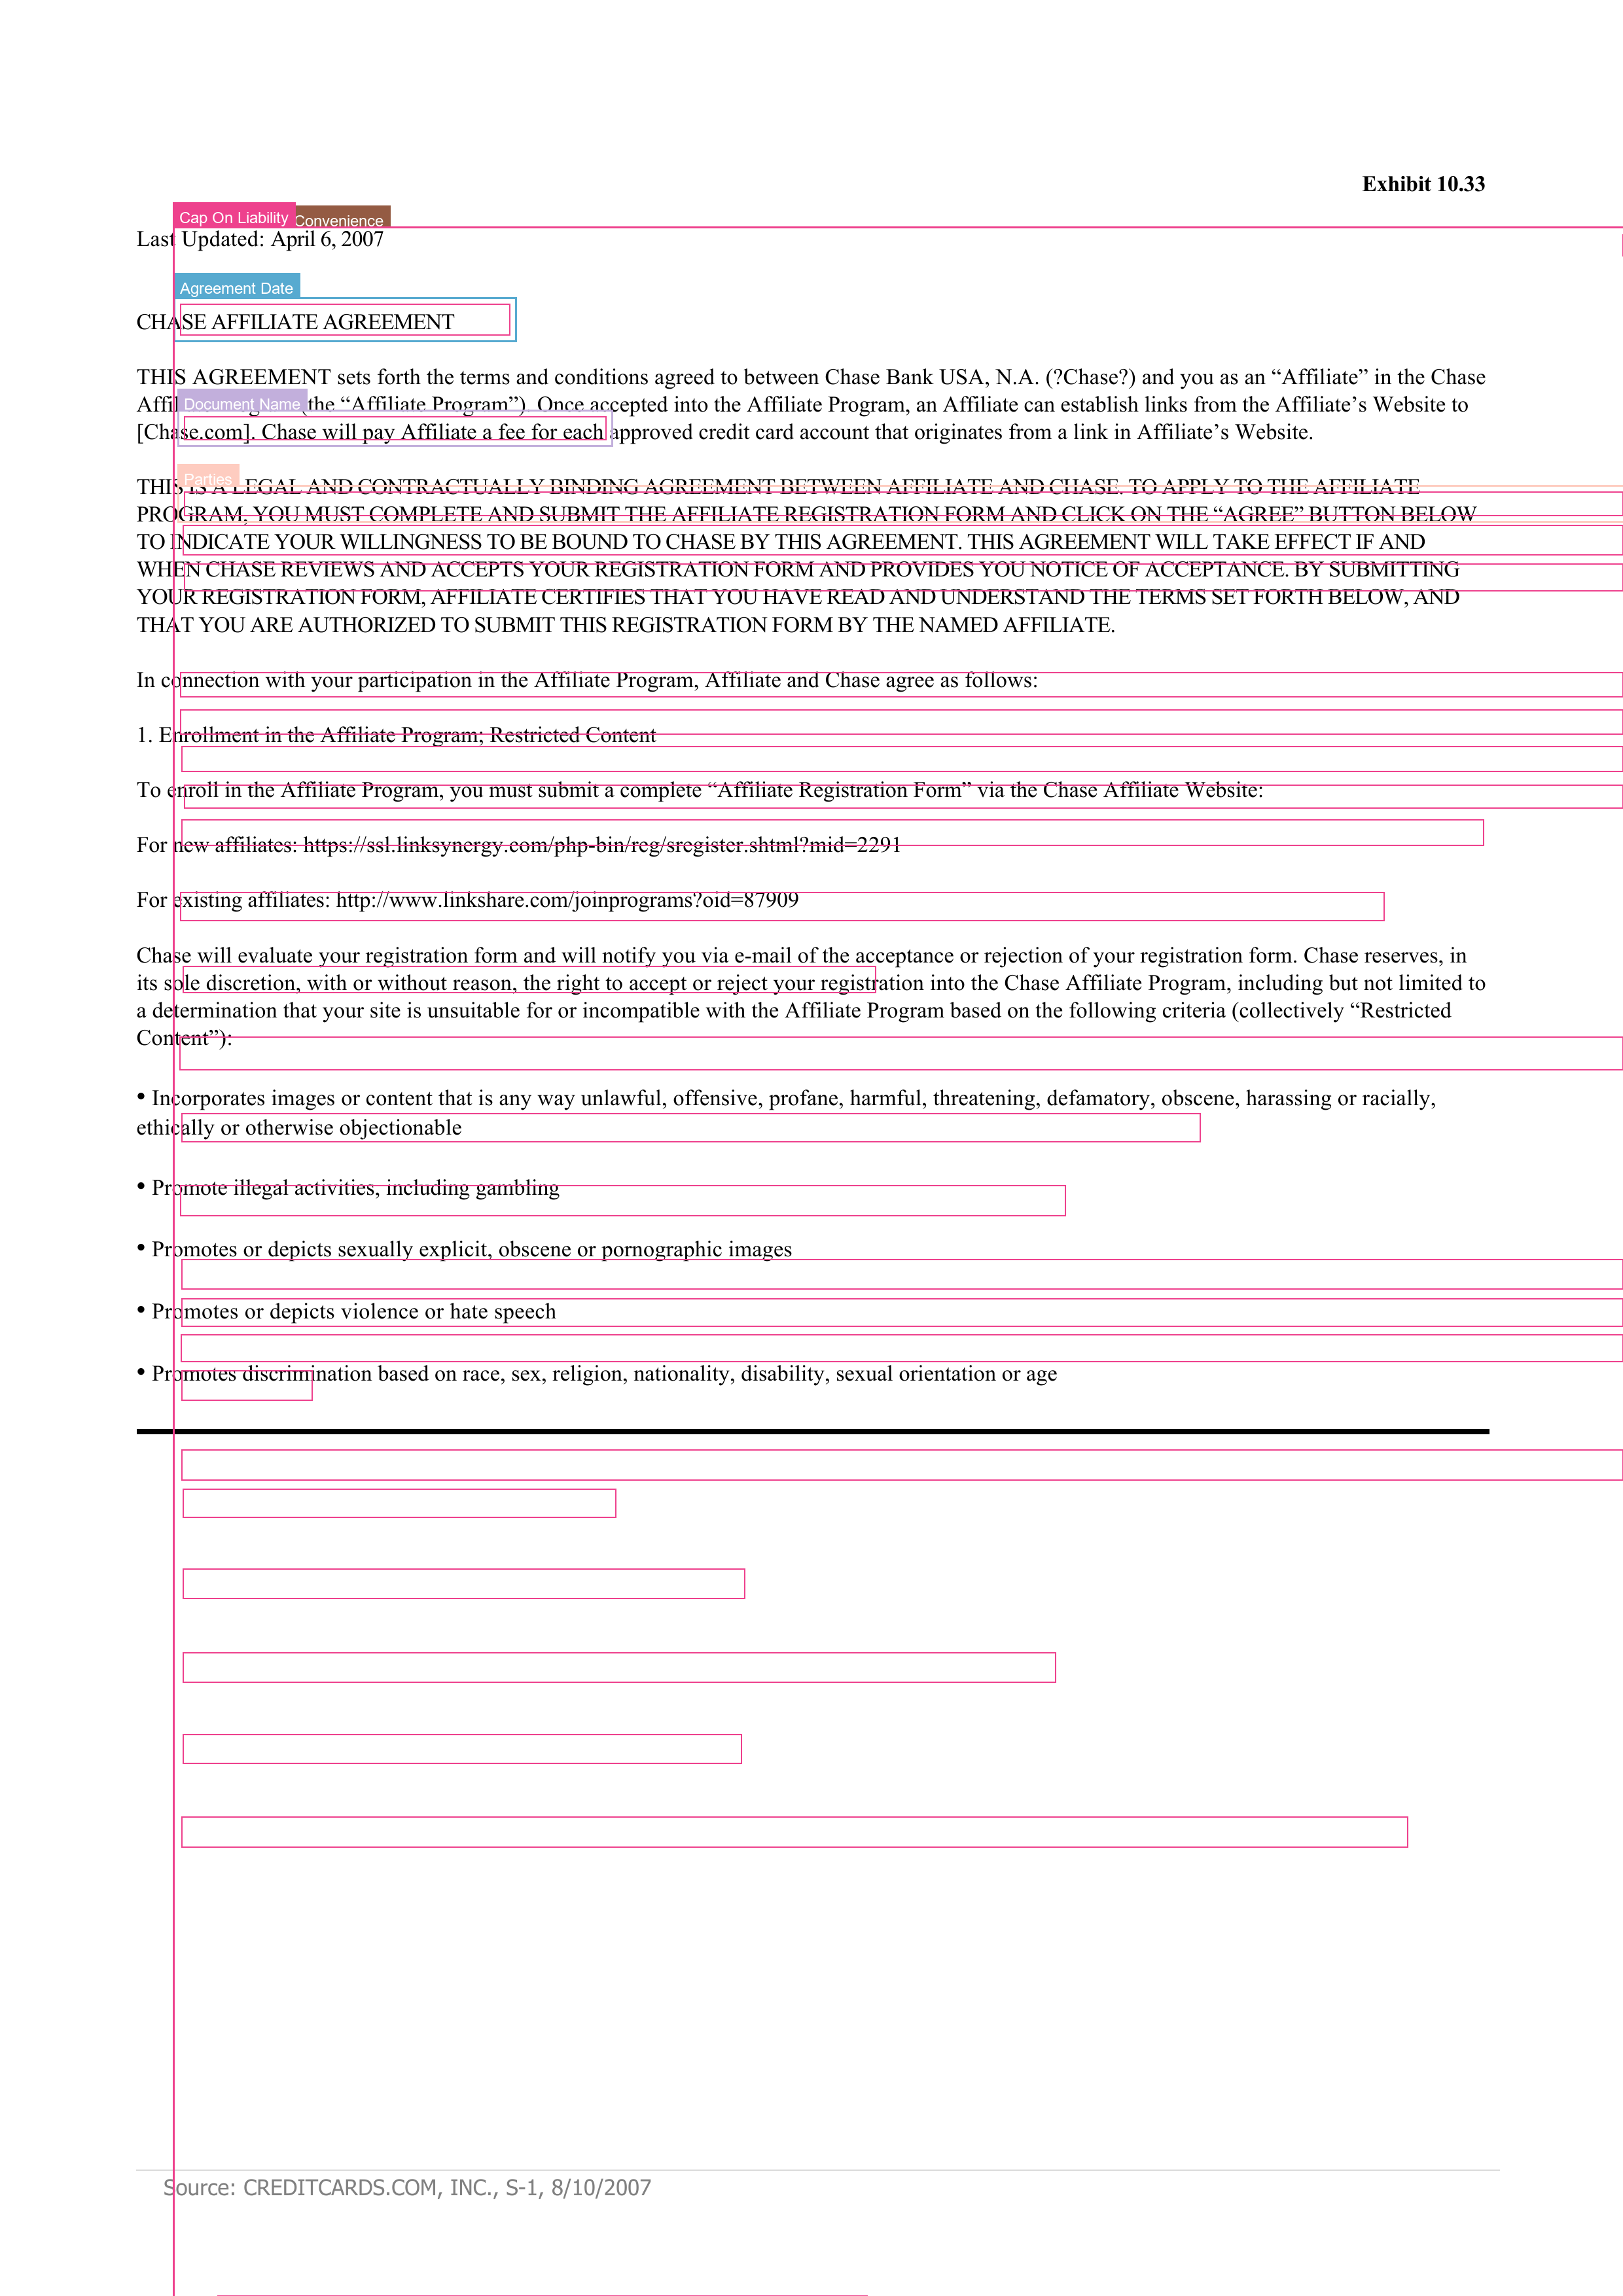 Exhibit 10.33
Cap On Liability Convenience
Last Updated: April 6, 2007
Agreement Date
CHASE AFFILIATE AGREEMENT
THIS AGREEMENT sets forth the terms and conditions agreed to between Chase Bank USA, N.A. (?Chase?) and you as an “Affiliate” in the Chase
Document Name
(the “Affiliate Program”). Once accepted into the Affiliate Program, an Affiliate can establish links from the Affiliate’s Website to
[Chase.com]. Chase will pay Affiliate a fee for each approved credit card account that originates from a link in Affiliate’s Website.
Parties
THIS IS A LEGAL AND CONTRACTUALLY BINDING AGREEMENT BETWEEN AFFILIATE AND CHASE. TO APPLY TO THE AFFILIATE
PROGRAM, YOU MUST COMPLETE AND SUBMIT THE AFFILIATE REGISTRATION FORM AND CLICK ON THE “AGREE” BUTTON BELOW
TO INDICATE YOUR WILLINGNESS TO BE BOUND TO CHASE BY THIS AGREEMENT. THIS AGREEMENT WILL TAKE EFFECT IF AND
WHEN CHASE REVIEWS AND ACCEPTS YOUR REGISTRATION FORM AND PROVIDES YOU NOTICE OF ACCEPTANCE. BY SUBMITTING
YOUR REGISTRATION FORM, AFFILIATE CERTIFIES THAT YOU HAVE READ AND UNDERSTAND THE TERMS SET FORTH BELOW, AND
THAT YOU ARE AUTHORIZED TO SUBMIT THIS REGISTRATION FORM BY THE NAMED AFFILIATE.
In connection with your participation in the Affiliate Program, Affiliate and Chase agree as follows:
1. Enrollment in the Affiliate Program; Restricted Content
To enroll in the Affiliate Program, you must submit a complete “Affiliate Registration Form” via the Chase Affiliate Website:
For new affiliates: https://ssl.linksynergy.com/php-bin/reg/sregister.shtml?mid=2291
For existing affiliates: http://www.linkshare.com/joinprograms?oid=87909
Chase will evaluate your registration form and will notify you via e-mail of the acceptance or rejection of your registration form. Chase reserves, in
its sole discretion, with or without reason, the right to accept or reject your registration into the Chase Affiliate Program, including but not limited to
a determination that your site is unsuitable for or incompatible with the Affiliate Program based on the following criteria (collectively “Restricted
Content”):
• Incorporates images or content that is any way unlawful, offensive, profane, harmful, threatening, defamatory, obscene, harassing or racially,
ethically or otherwise objectionable
• Promote illegal activities, including gambling
• Promotes or depicts sexually explicit, obscene or pornographic images
• Promotes or depicts violence or hate speech
• Promotes discrimination based on race, sex, religion, nationality, disability, sexual orientation or age
Source: CREDITCARDS.COM, INC., S-1, 8/10/2007